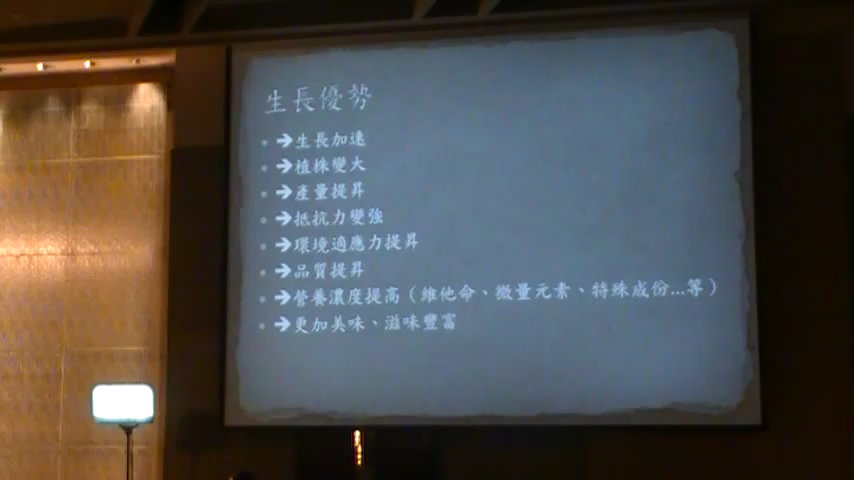 生長優勢
• ➔生長加速
• ➔植株變大
• ➔產量提昇
• ➔抵抗力變強
• ➔環境適應力提昇
• ➔品質提昇
• ➔營養濃度提高（維他命、微量元素、特殊成份...等）
• ➔更加美味、滋味豐富